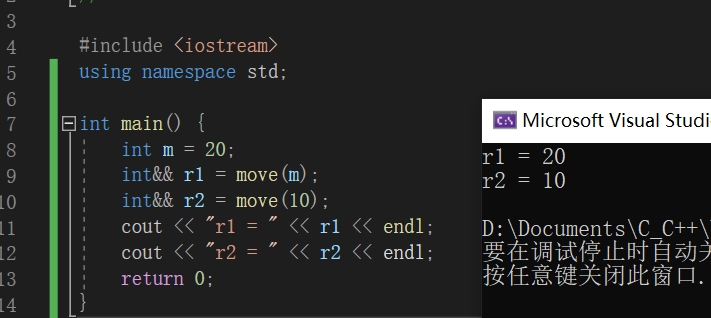 3
4 #include <iostream>
5 using namespace std;
6
7 int main() {
8 int m = 20;
9 int&& r1 = move(m);
10 int&& r2 = move(10);
11 cout << "r1 = " << r1 << endl;
12 cout << "r2 = " << r2 << endl;
13 return 0;
14 }
Microsoft Visual Studi
r1 = 20
r2 = 10
D:\Documents\C_C++\
要在调试停止时自动关
按任意键关闭此窗口.